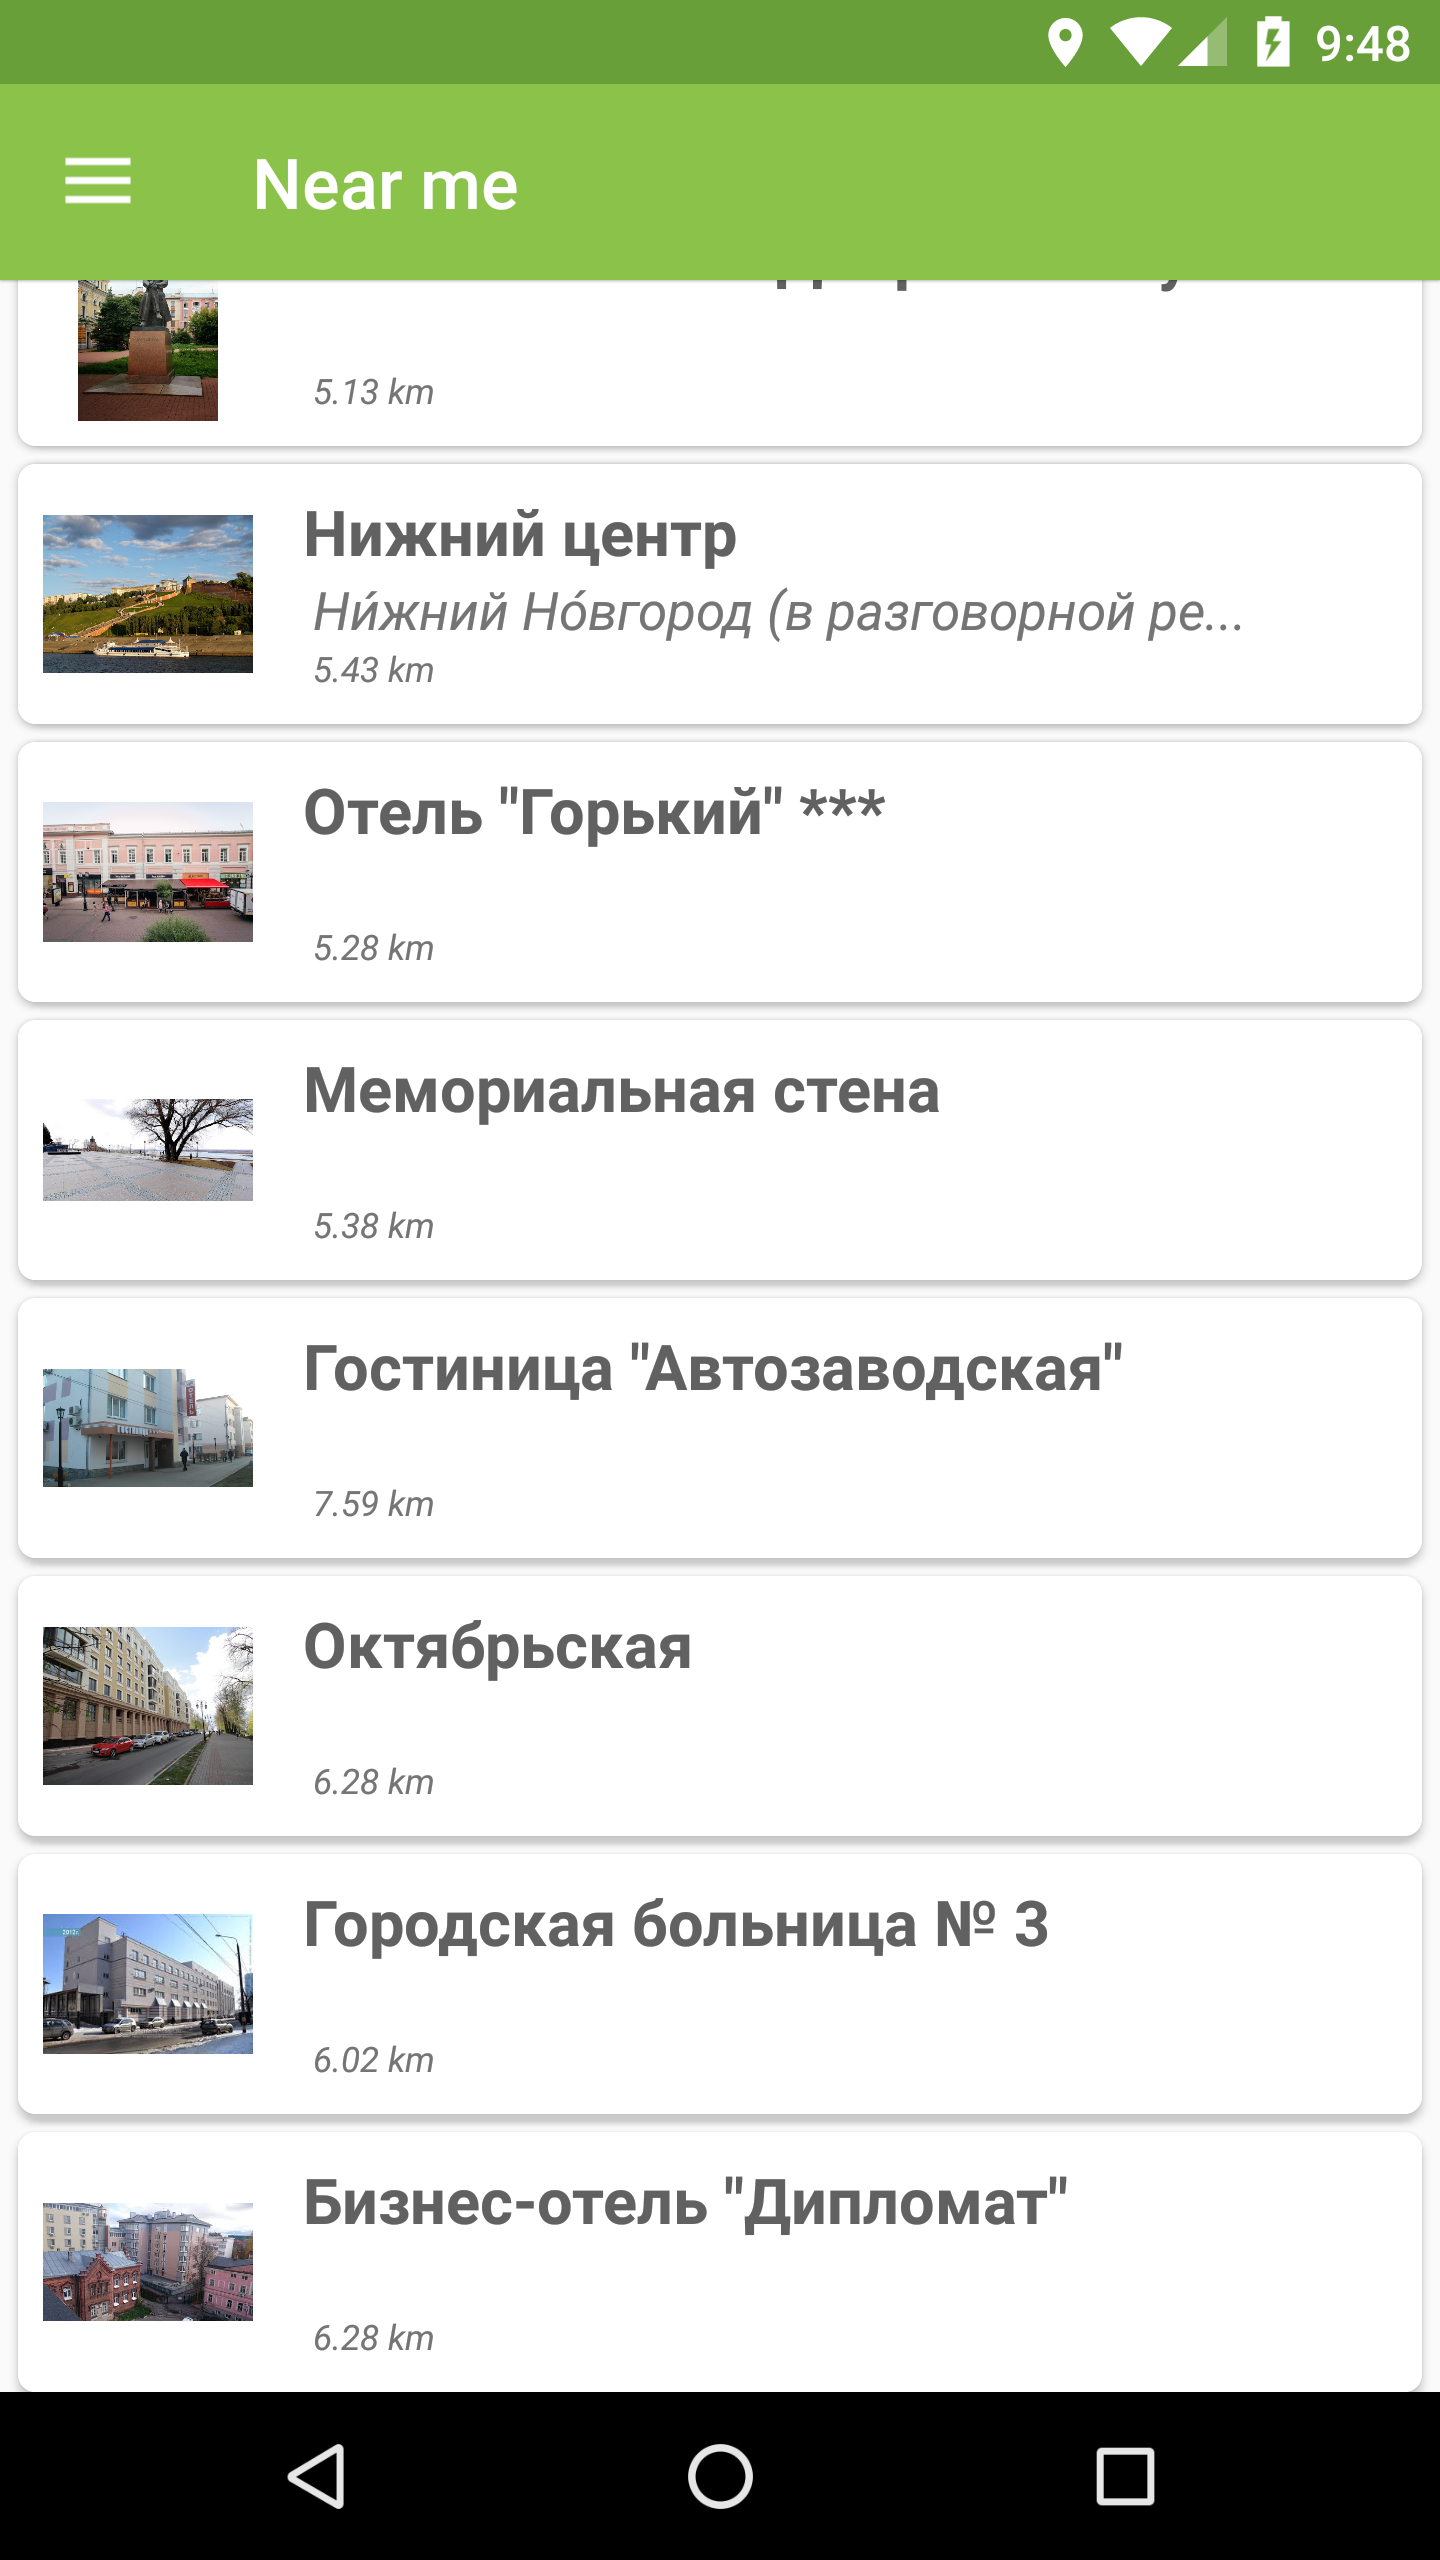 9:48
Near me
5.13 km
Нижний центр
Ни́жний Но́вгород (в разговорной ре...
5.43 km
Отель "Горький" ***
5.28 km
Мемориальная стена
5.38 km
Гостиница "Автозаводская"
7.59 km
Октябрьская
6.28 km
Городская больница № 3
6.02 km
Бизнес-отель "Дипломат"
6.28 km